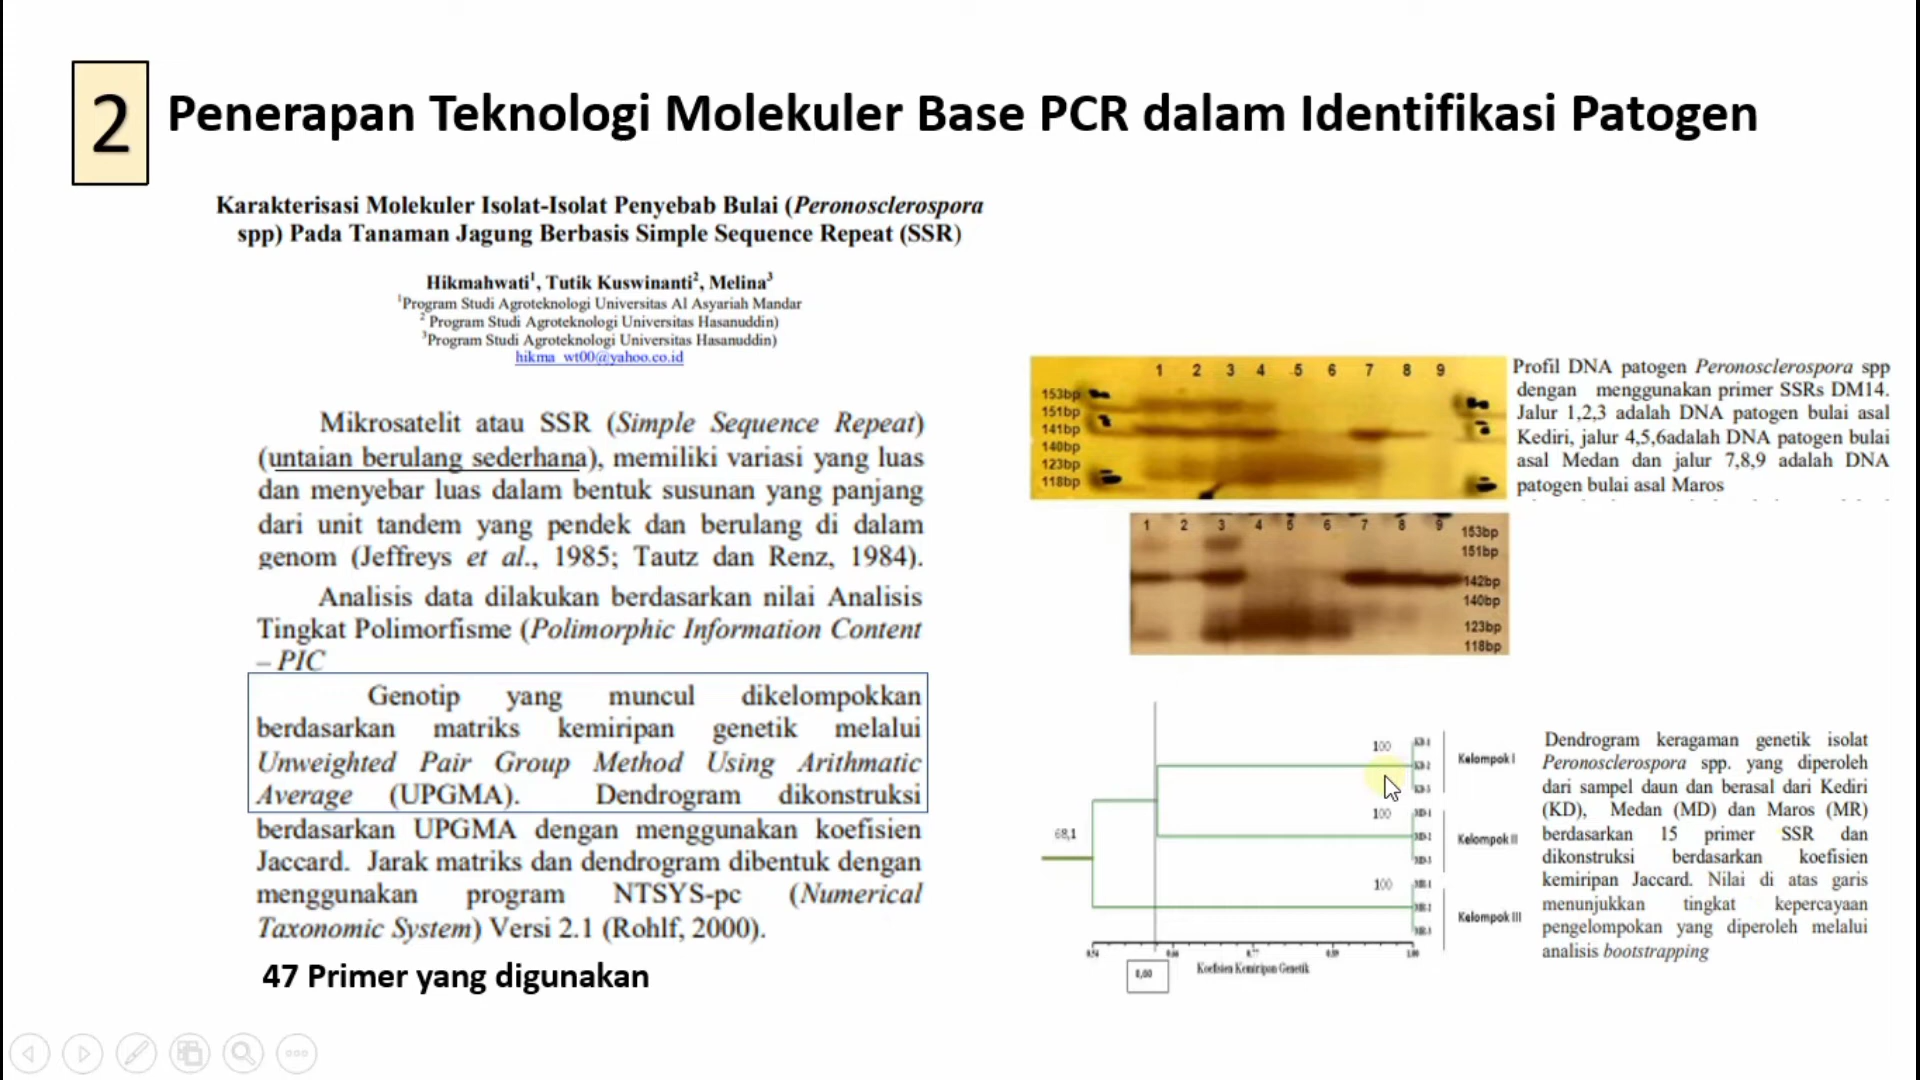 2
Penerapan Teknologi Molekuler Base PCR dalam Identifikasi Patogen
Karakterisasi Molekuler Isolat-Isolat Penyebab Bulai (Peronosclerospora
spp) Pada Tanaman Jagung Berbasis Simple Sequence Repeat (SSR)
Hikmahwati1, Tutik Kuswinanti2, Melina3
1Program Studi Agroteknologi Universitas Al Asyariah Mandar
2 Program Studi Agroteknologi Universitas Hasanuddin)
3Program Studi Agroteknologi Universitas Hasanuddin)
hikma_wt00@yahoo.co.id
Mikrosatelit atau SSR (Simple Sequence Repeat)
(untaian berulang sederhana), memiliki variasi yang luas
dan menyebar luas dalam bentuk susunan yang panjang
dari unit tandem yang pendek dan berulang di dalam
genom (Jeffreys et al., 1985; Tautz dan Renz, 1984).
Analisis data dilakukan berdasarkan nilai Analisis
Tingkat Polimorfisme (Polimorphic Information Content
– PIC
Genotip yang muncul dikelompokkan
berdasarkan matriks kemiripan genetik melalui
Unweighted Pair Group Method Using Arithmatic
Average (UPGMA). Dendrogram dikonstruksi
berdasarkan UPGMA dengan menggunakan koefisien
Jaccard. Jarak matriks dan dendrogram dibentuk dengan
menggunakan program NTSYS-pc (Numerical
Taxonomic System) Versi 2.1 (Rohlf, 2000).
47 Primer yang digunakan
1 2 3 4 5 6 7 8 9
153bp
151bp
141bp
140bp
123bp
118bp
Profil DNA patogen Peronosclerospora spp
dengan menggunakan primer SSRs DM14.
Jalur 1,2,3 adalah DNA patogen bulai asal
Kediri, jalur 4,5,6adalah DNA patogen bulai
asal Medan dan jalur 7,8,9 adalah DNA
patogen bulai asal Maros
1 2 3 4 5 6 7 8 9
153bp
151bp
142bp
140bp
123bp
118bp
68,1
100
Kelompok I
100
Kelompok II
100
Kelompok III
Koefisien Kemiripan Genetik
Dendrogram keragaman genetik isolat
Peronosclerospora spp. yang diperoleh
dari sampel daun dan berasal dari Kediri
(KD), Medan (MD) dan Maros (MR)
berdasarkan 15 primer SSR dan
dikonstruksi berdasarkan koefisien
kemiripan Jaccard. Nilai di atas garis
menunjukkan tingkat kepercayaan
pengelompokan yang diperoleh melalui
analisis bootstrapping